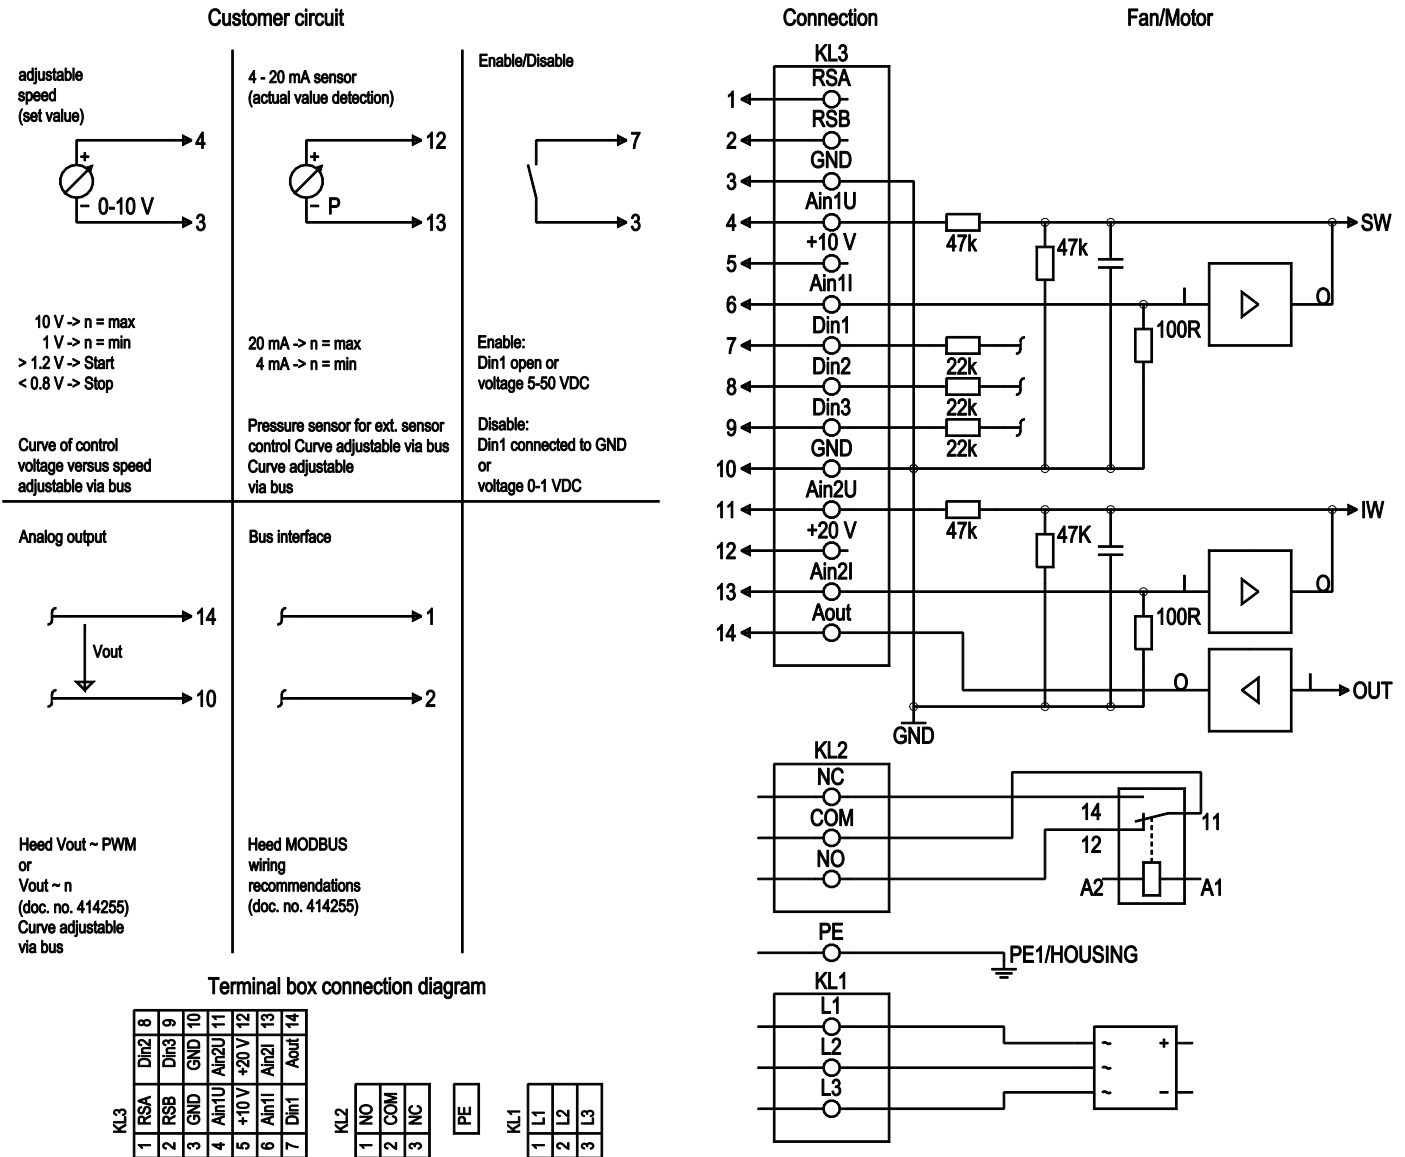 Customer circuit
adjustable
speed
(set value)
+
4
− 0-10 V
3
10 V -> n = max
1 V -> n = min
> 1.2 V -> Start
< 0.8 V -> Stop
Curve of control
voltage versus speed
adjustable via bus
4 - 20 mA sensor
(actual value detection)
+
12
− P
13
20 mA -> n = max
4 mA -> n = min
Pressure sensor for ext. sensor
control Curve adjustable via bus
Curve adjustable
via bus
Enable/Disable
7
3
Enable:
Din1 open or
voltage 5-50 VDC
Disable:
Din1 connected to GND
or
voltage 0-1 VDC
Analog output
14
Vout
10
Heed Vout ~ PWM
or
Vout ~ n
(doc. no. 414255)
Curve adjustable
via bus
Bus interface
1
2
Heed MODBUS
wiring
recommendations
(doc. no. 414255)
Connection
Fan/Motor
KL3
RSA
1
RSB
2
GND
3
Ain1U
4
47k
47k
SW
+10 V
5
Ain1I
6
I
O
100R
Din1
7
22k
Din2
8
22k
Din3
9
22k
GND
10
Ain2U
11
47k
47K
IW
+20 V
12
Ain2I
13
I
O
100R
Aout
14
O
I
OUT
GND
KL2
NC
COM
NO
14
11
12
A2
A1
PE
PE1/HOUSING
KL1
L1
L2
L3
~
~
~
+
−
Terminal box connection diagram
KL3
1 RSA Din2 8
2 RSB Din3 9
3 GND GND 10
4 Ain1U Ain2U 11
5 +10 V +20 V 12
6 Ain1I Ain2I 13
7 Din1 Aout 14
KL2
1 NO
2 COM
3 NC
PE
KL1
1 L1
2 L2
3 L3